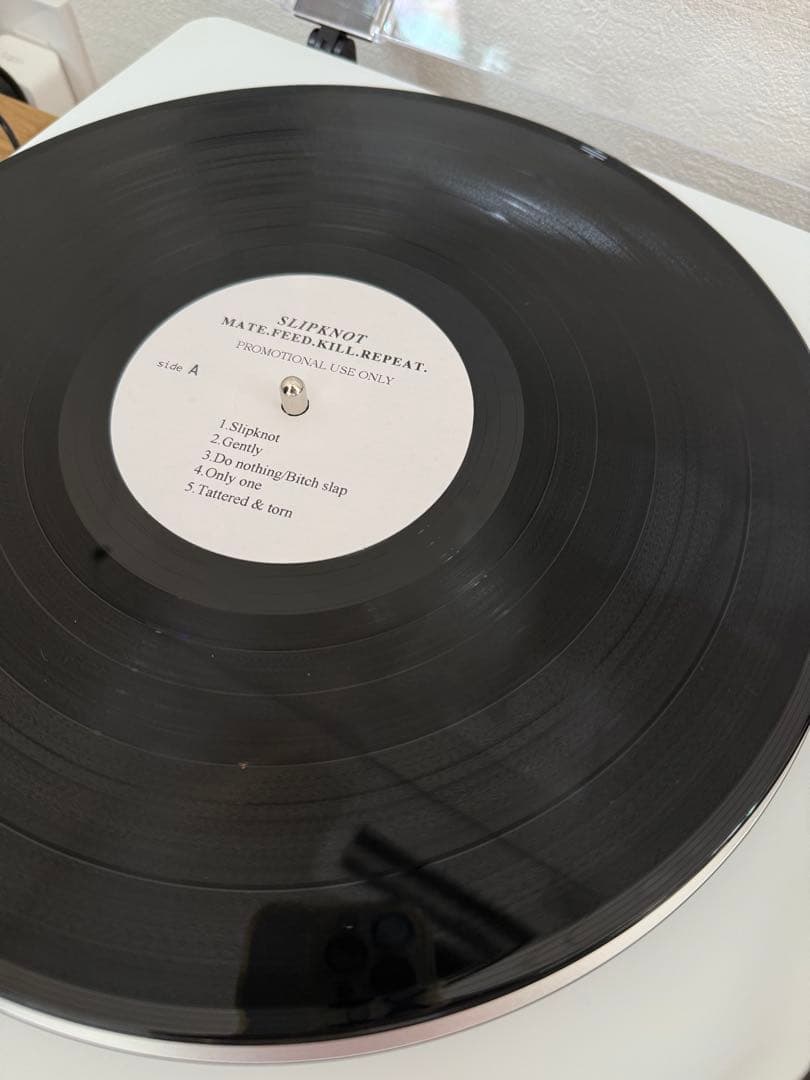 SLIPKNOT
MATE.FEED.KILL.REPEAT.
PROMOTIONAL USE ONLY
side A
1.Slipknot
2.Gently
3.Do nothing/Bitch slap
4.Only one
5.Tattered & torn